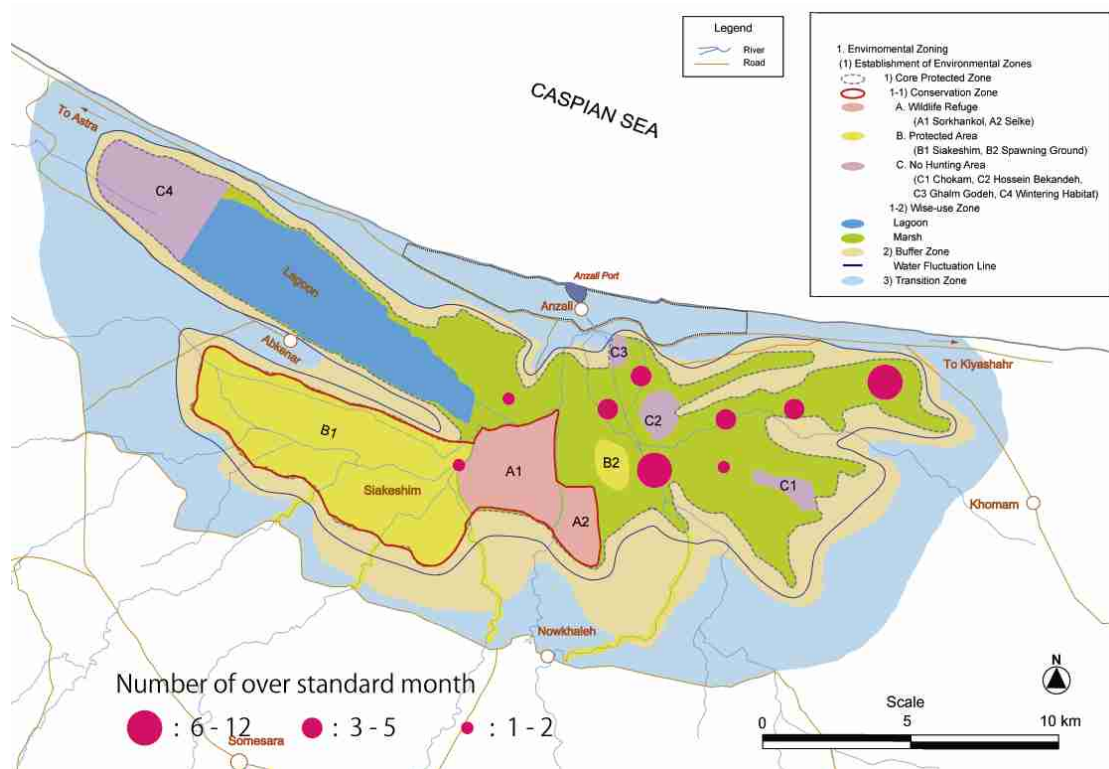 Legend
River
Road
1. Envirnomental Zoning
(1) Establishment of Environmental Zones
1) Core Protected Zone
1-1) Conservation Zone
A. Wildlife Refuge
(A1 Sorkhankol, A2 Selke)
B. Protected Area
(B1 Siakeshim, B2 Spawning Ground)
C. No Hunting Area
(C1 Chokam, C2 Hossein Bekandeh,
C3 Ghalm Godeh, C4 Wintering Habitat)
1-2) Wise-use Zone
Lagoon
Marsh
2) Buffer Zone
Water Fluctuation Line
3) Transition Zone
CASPIAN SEA
To Astra
C4
Lagoon
Anzali Port
Anzali
Abkenar
C3
To Kiyashahr
C2
B1
A1
B2
Siakeshim
C1
Khomam
A2
Nowkhaleh
N
Number of over standard month
: 6 - 12 : 3 - 5 : 1 - 2
Somesara
Scale
0 5 10 km